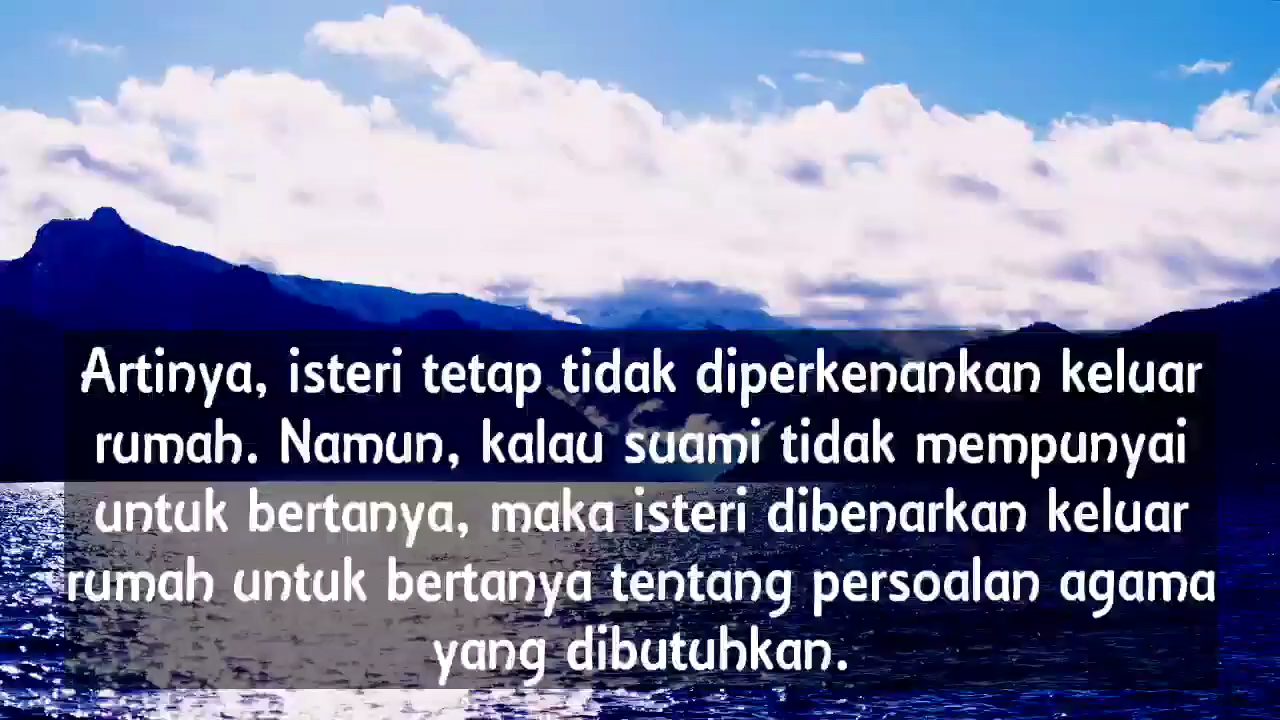 Artinya, isteri tetap tidak diperkenankan keluar
rumah. Namun, kalau suami tidak mempunyai
untuk bertanya, maka isteri dibenarkan keluar
rumah untuk bertanya tentang persoalan agama
yang dibutuhkan.